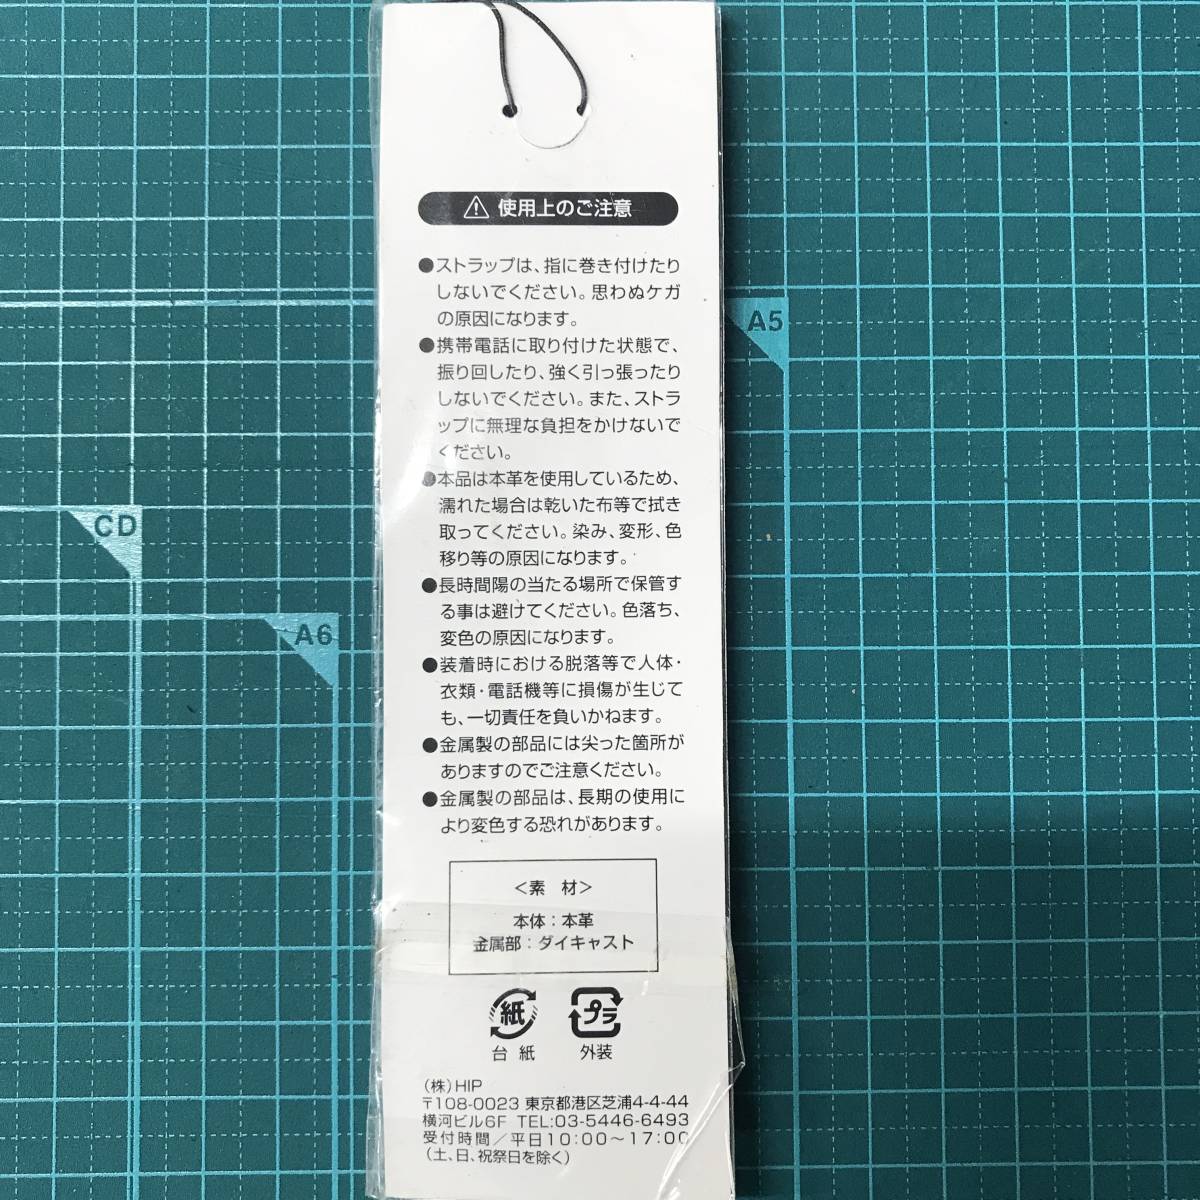 ⚠ 使用上のご注意
●ストラップは、指に巻き付けたり
しないでください。思わぬケガ
の原因になります。
●携帯電話に取り付けた状態で、
振り回したり、強く引っ張ったり
しないでください。また、ストラ
ップに無理な負担をかけないで
ください。
●本品は本革を使用しているため、
濡れた場合は乾いた布等で拭き
取ってください。染み、変形、色
移り等の原因になります。
●長時間陽の当たる場所で保管す
る事は避けてください。色落ち、
変色の原因になります。
●装着時における脱落等で人体・
衣類・電話機等に損傷が生じて
も、一切責任を負いかねます。
●金属製の部品には尖った箇所が
ありますのでご注意ください。
●金属製の部品は、長期の使用に
より変色する恐れがあります。
＜素 材＞
本体：本革
金属部：ダイキャスト
紙 プラ
台紙 外装
(株)HIP
〒108-0023 東京都港区芝浦4-4-44
横河ビル6F TEL:03-5446-6493
受付時間／平日10:00～17:00
(土、日、祝祭日を除く)
A5
CD
A6